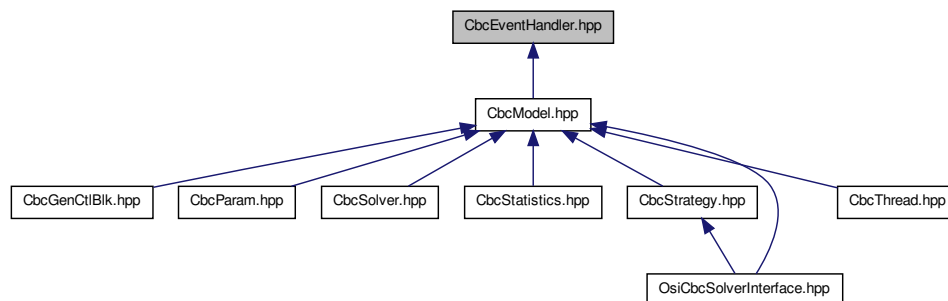 CbcEventHandler.hpp
CbcModel.hpp
CbcGenCtlBlk.hpp
CbcParam.hpp
CbcSolver.hpp
CbcStatistics.hpp
CbcStrategy.hpp
CbcThread.hpp
OsiCbcSolverInterface.hpp